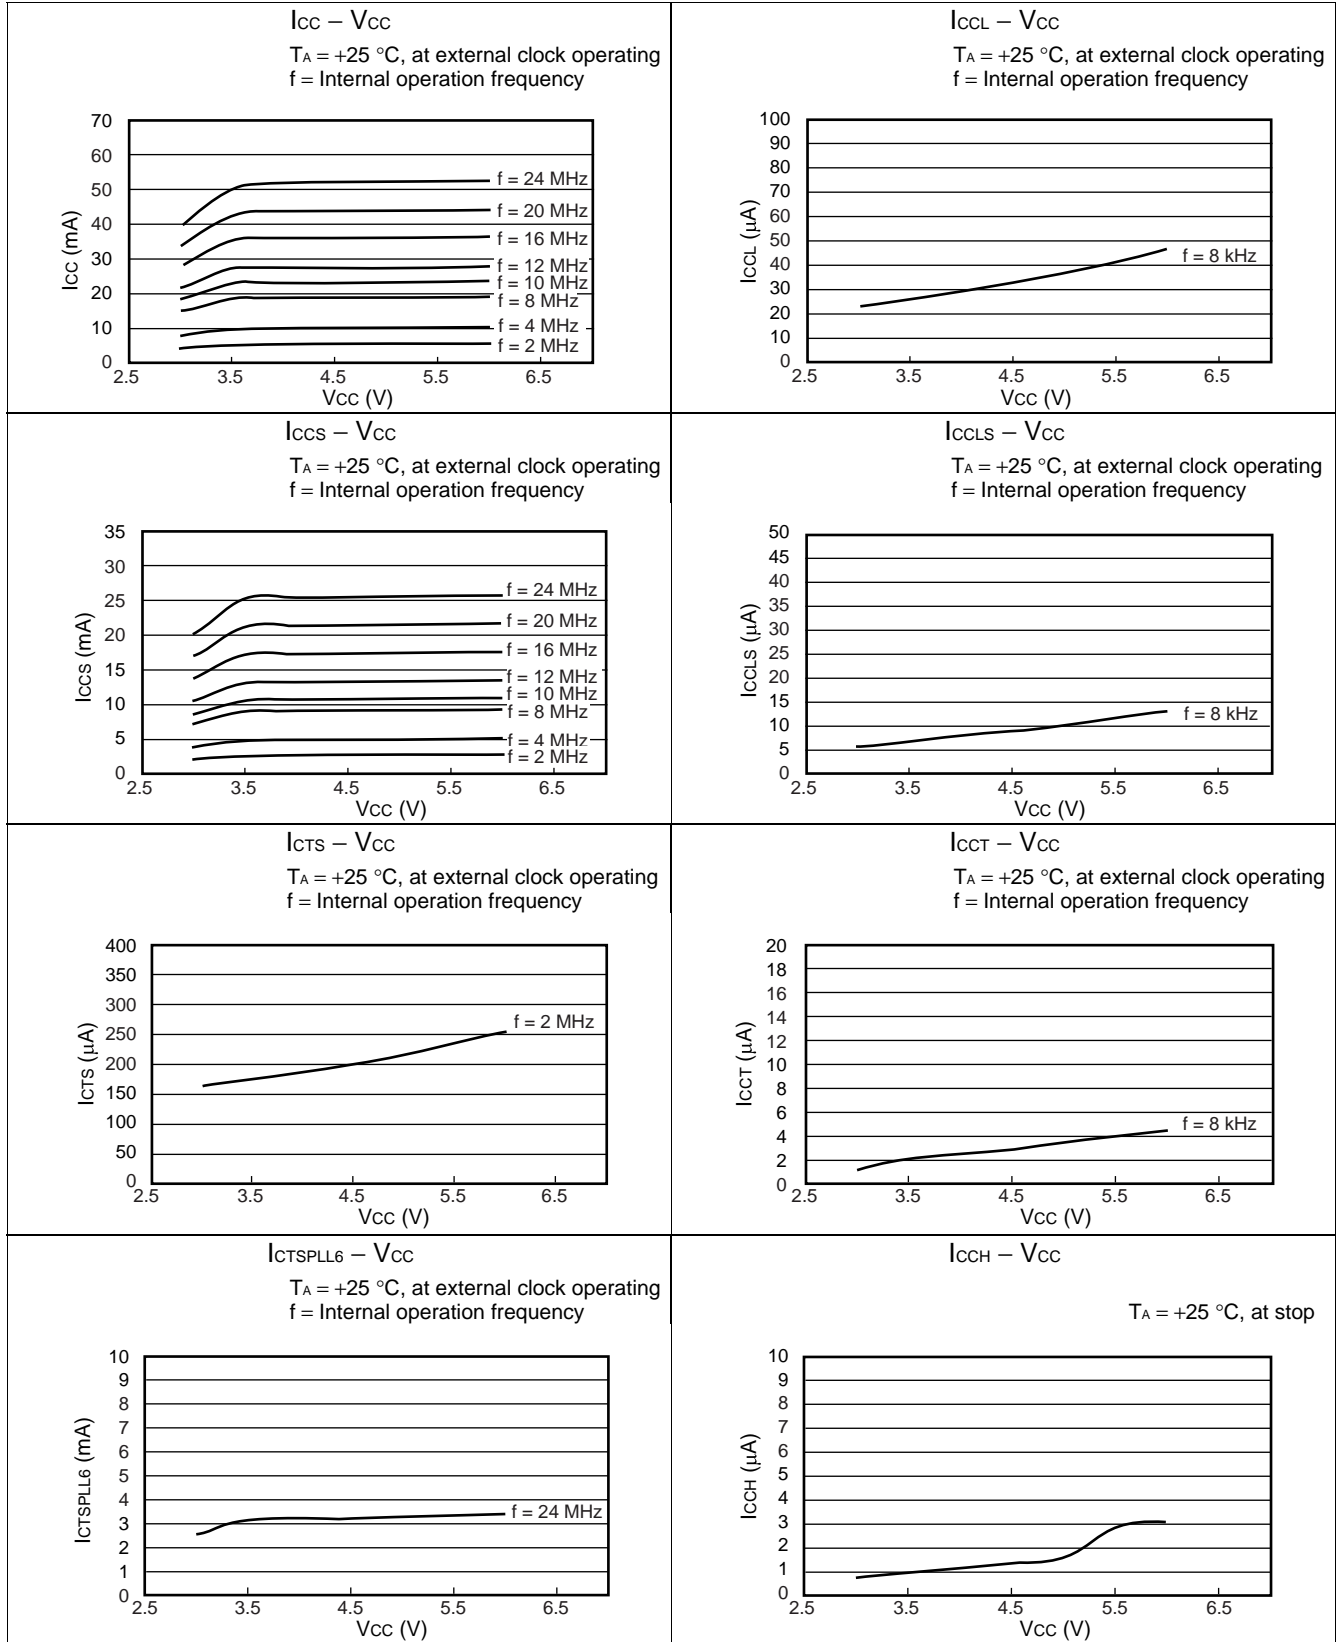 ICC – VCC
TA = +25 °C, at external clock operating
f = Internal operation frequency
70
60
50
40
30
20
10
0
ICC (mA)
f = 24 MHz
f = 20 MHz
f = 16 MHz
f = 12 MHz
f = 10 MHz
f = 8 MHz
f = 4 MHz
f = 2 MHz
2.5 3.5 4.5 5.5 6.5
VCC (V)
ICCL – VCC
TA = +25 °C, at external clock operating
f = Internal operation frequency
100
90
80
70
60
50
40
30
20
10
0
ICCL (μA)
f = 8 kHz
2.5 3.5 4.5 5.5 6.5
VCC (V)
ICCS – VCC
TA = +25 °C, at external clock operating
f = Internal operation frequency
35
30
25
20
15
10
5
0
ICCS (mA)
f = 24 MHz
f = 20 MHz
f = 16 MHz
f = 12 MHz
f = 10 MHz
f = 8 MHz
f = 4 MHz
f = 2 MHz
2.5 3.5 4.5 5.5 6.5
VCC (V)
ICCLS – VCC
TA = +25 °C, at external clock operating
f = Internal operation frequency
50
45
40
35
30
25
20
15
10
5
0
ICCLS (μA)
f = 8 kHz
2.5 3.5 4.5 5.5 6.5
VCC (V)
ICTS – VCC
TA = +25 °C, at external clock operating
f = Internal operation frequency
400
350
300
250
200
150
100
50
0
ICTS (μA)
f = 2 MHz
2.5 3.5 4.5 5.5 6.5
VCC (V)
ICCT – VCC
TA = +25 °C, at external clock operating
f = Internal operation frequency
20
18
16
14
12
10
8
6
4
2
0
ICCT (μA)
f = 8 kHz
2.5 3.5 4.5 5.5 6.5
VCC (V)
ICTSPLL6 – VCC
TA = +25 °C, at external clock operating
f = Internal operation frequency
10
9
8
7
6
5
4
3
2
1
0
ICTSPLL6 (mA)
f = 24 MHz
2.5 3.5 4.5 5.5 6.5
VCC (V)
ICCH – VCC
TA = +25 °C, at stop
10
9
8
7
6
5
4
3
2
1
0
ICCH (μA)
2.5 3.5 4.5 5.5 6.5
VCC (V)